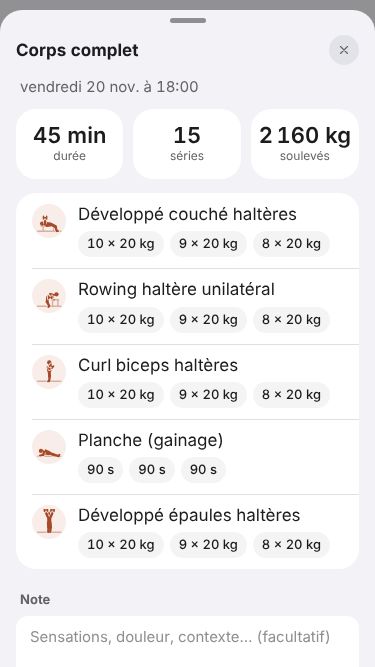 Corps complet
vendredi 20 nov. à 18:00
45 min 15 2 160 kg
durée séries soulevés
Développé couché haltères
10 × 20 kg 9 × 20 kg 8 × 20 kg
Rowing haltère unilatéral
10 × 20 kg 9 × 20 kg 8 × 20 kg
Curl biceps haltères
10 × 20 kg 9 × 20 kg 8 × 20 kg
Planche (gainage)
90 s 90 s 90 s
Développé épaules haltères
10 × 20 kg 9 × 20 kg 8 × 20 kg
Note
Sensations, douleur, contexte... (facultatif)